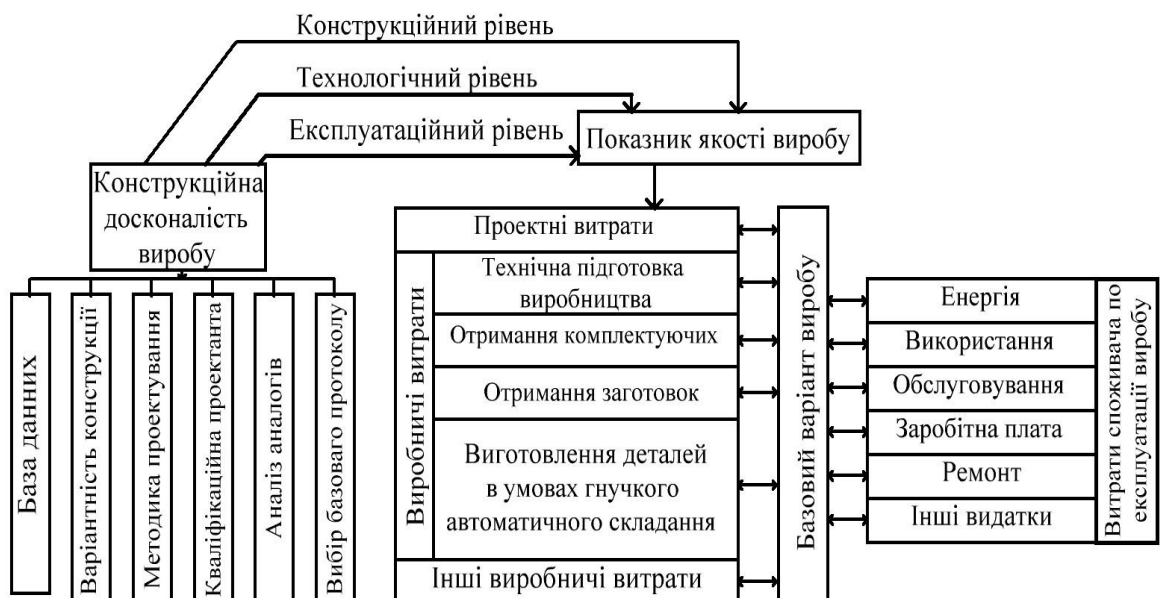 Конструкційний рівень
Технологічний рівень
Експлуатаційний рівень
Показник якості виробу
Конструкційна
досконалість
виробу
База данних
Варіантність конструкції
Методика проектування
Кваліфікаційна проектанта
Аналіз аналогів
Вибір базоваго протоколу
Проектні витрати
Виробничі витрати
Технічна підготовка
виробництва
Отримання комплектуючих
Отримання заготовок
Виготовлення деталей
в умовах гнучкого
автоматичного складання
Інші виробничі витрати
Базовий варіант виробу
Енергія
Використання
Обслуговування
Заробітна плата
Ремонт
Інші видатки
Витрати споживача по
експлуатації виробу